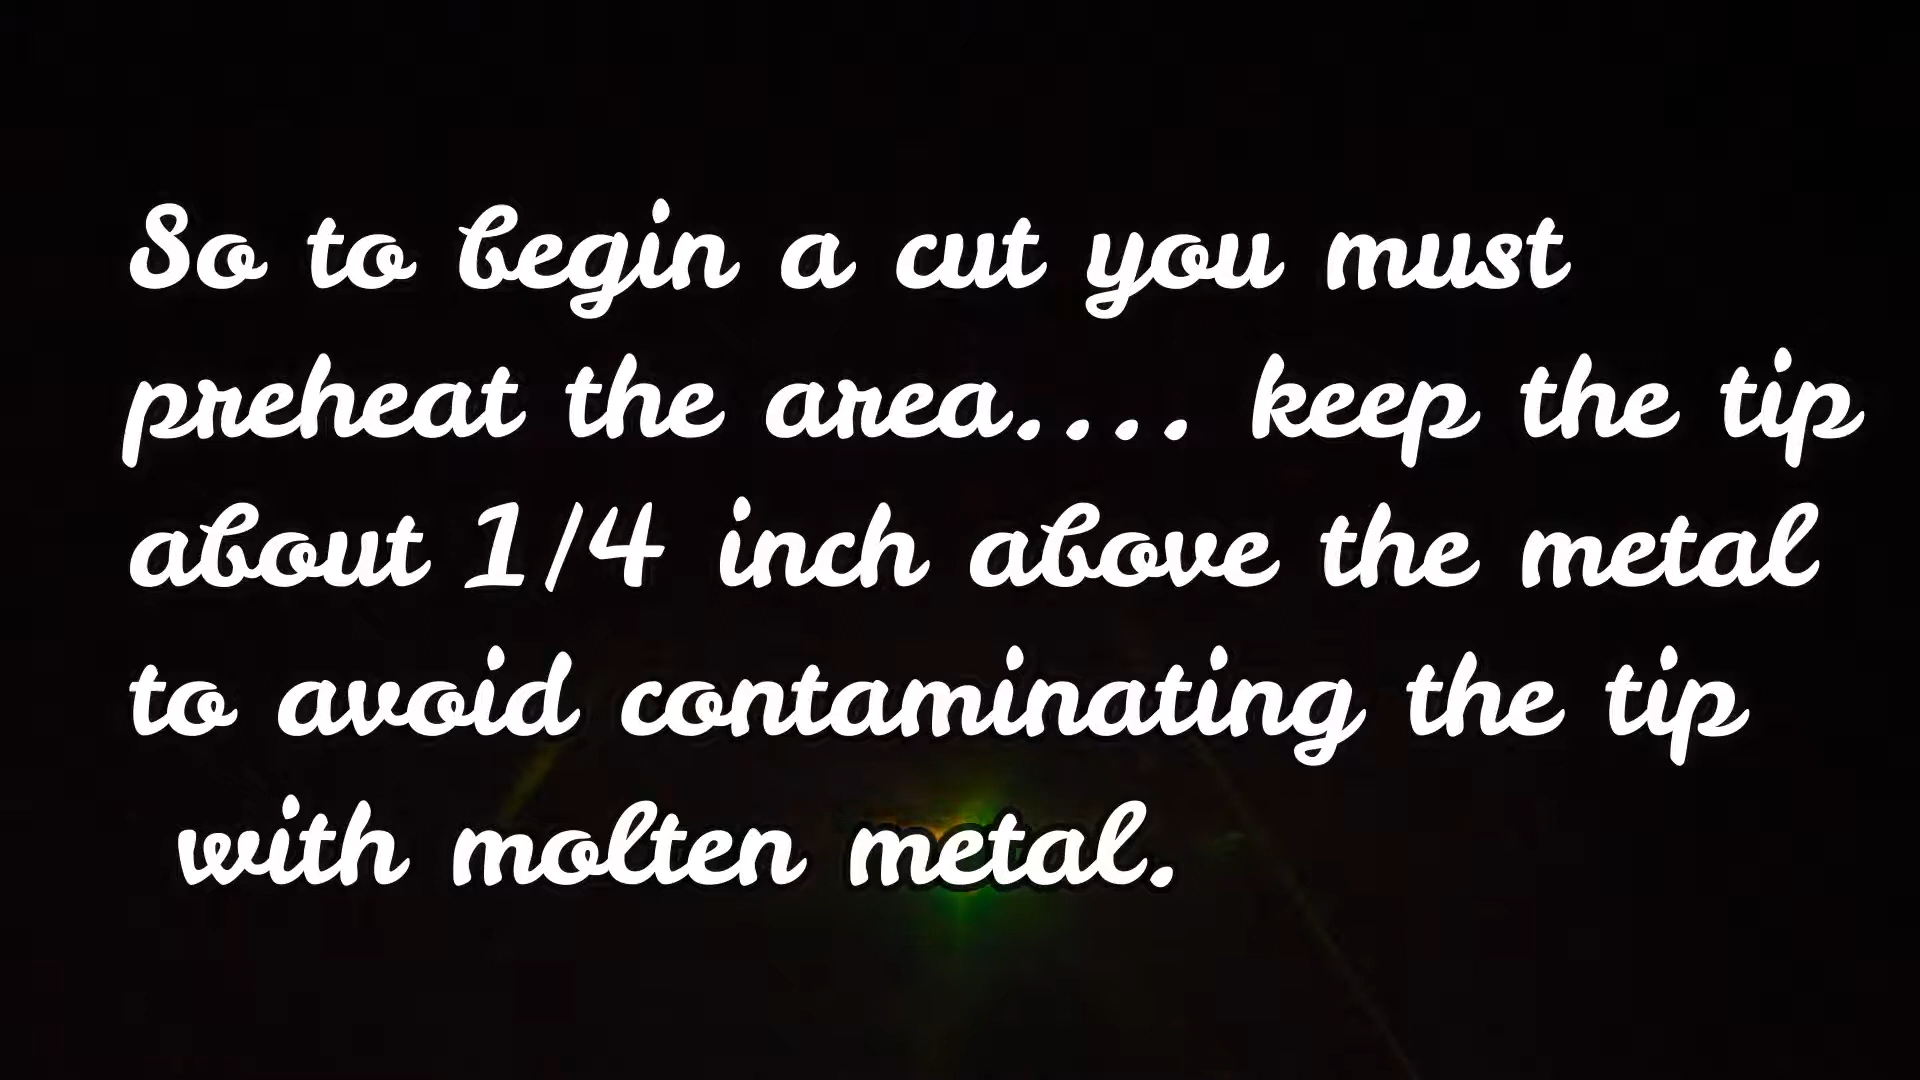 So to begin a cut you must
preheat the area.... keep the tip
about 1/4 inch above the metal
to avoid contaminating the tip
with molten metal.